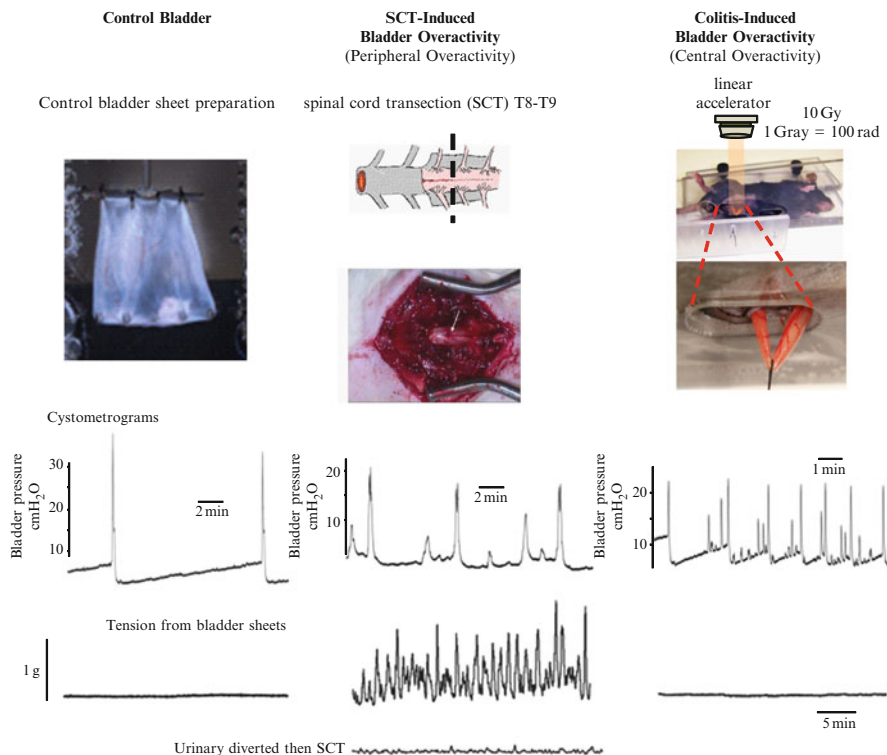 Control Bladder
SCT-Induced
Bladder Overactivity
(Peripheral Overactivity)
Colitis-Induced
Bladder Overactivity
(Central Overactivity)
Control bladder sheet preparation
spinal cord transection (SCT) T8-T9
linear
accelerator
10 Gy
1 Gray = 100 rad
Cystometrograms
Bladder pressure
cmH2O
30
20
10
2 min
Bladder pressure
cmH2O
20
10
2 min
Bladder pressure
cmH2O
20
10
1 min
Tension from bladder sheets
1 g
5 min
Urinary diverted then SCT